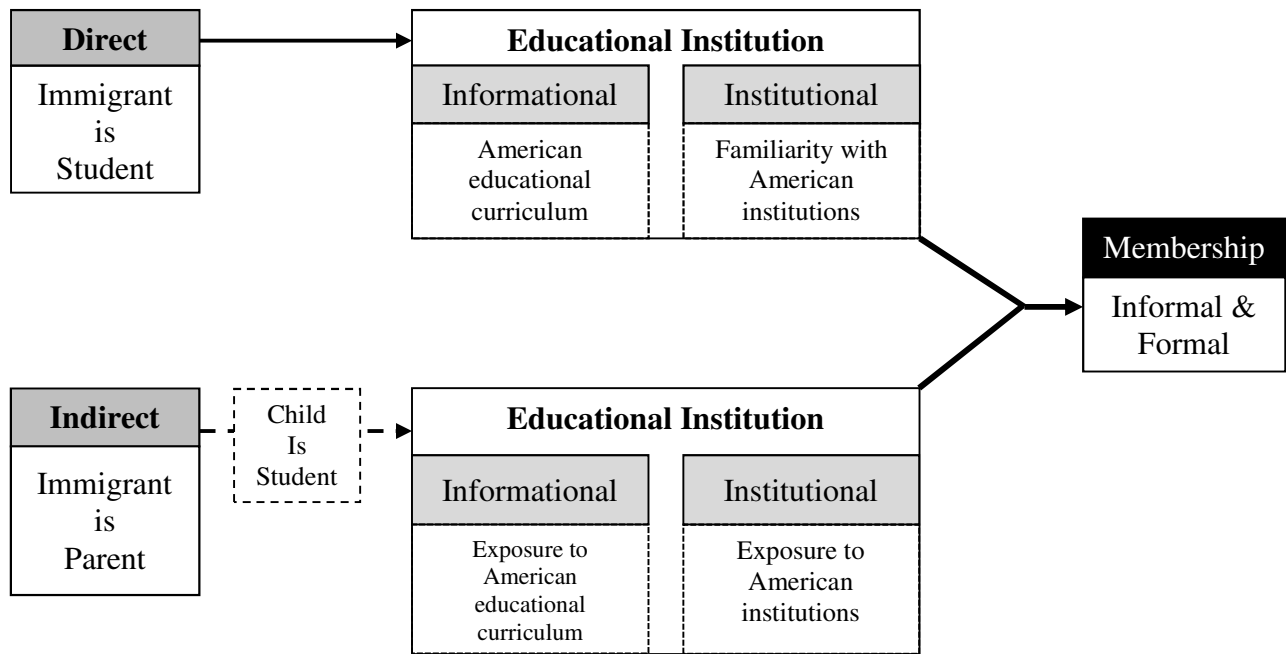 Direct
Immigrant
is
Student
Educational Institution
Informational
American
educational
curriculum
Institutional
Familiarity with
American
institutions
Membership
Informal &
Formal
Indirect
Immigrant
is
Parent
Child
Is
Student
Educational Institution
Informational
Exposure to
American
educational
curriculum
Institutional
Exposure to
American
institutions